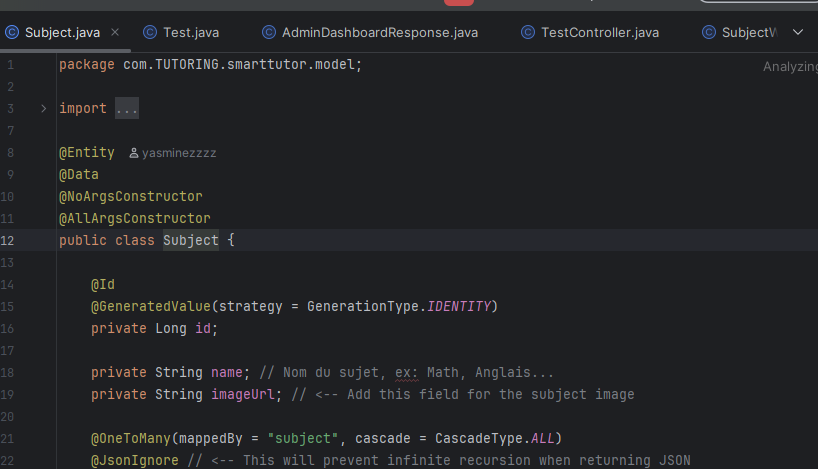 Subject.java
Test.java
AdminDashboardResponse.java
TestController.java
Subject
1 package com.TUTORING.smarttutor.model;
Analyzing
2
3 import ...
7
8 @Entity yasminezzzz
9 @Data
10 @NoArgsConstructor
11 @AllArgsConstructor
12 public class Subject {
13
14 @Id
15 @GeneratedValue(strategy = GenerationType.IDENTITY)
16 private Long id;
17
18 private String name; // Nom du sujet, ex: Math, Anglais...
19 private String imageUrl; // <-- Add this field for the subject image
20
21 @OneToMany(mappedBy = "subject", cascade = CascadeType.ALL)
22 @JsonIgnore // <-- This will prevent infinite recursion when returning JSON